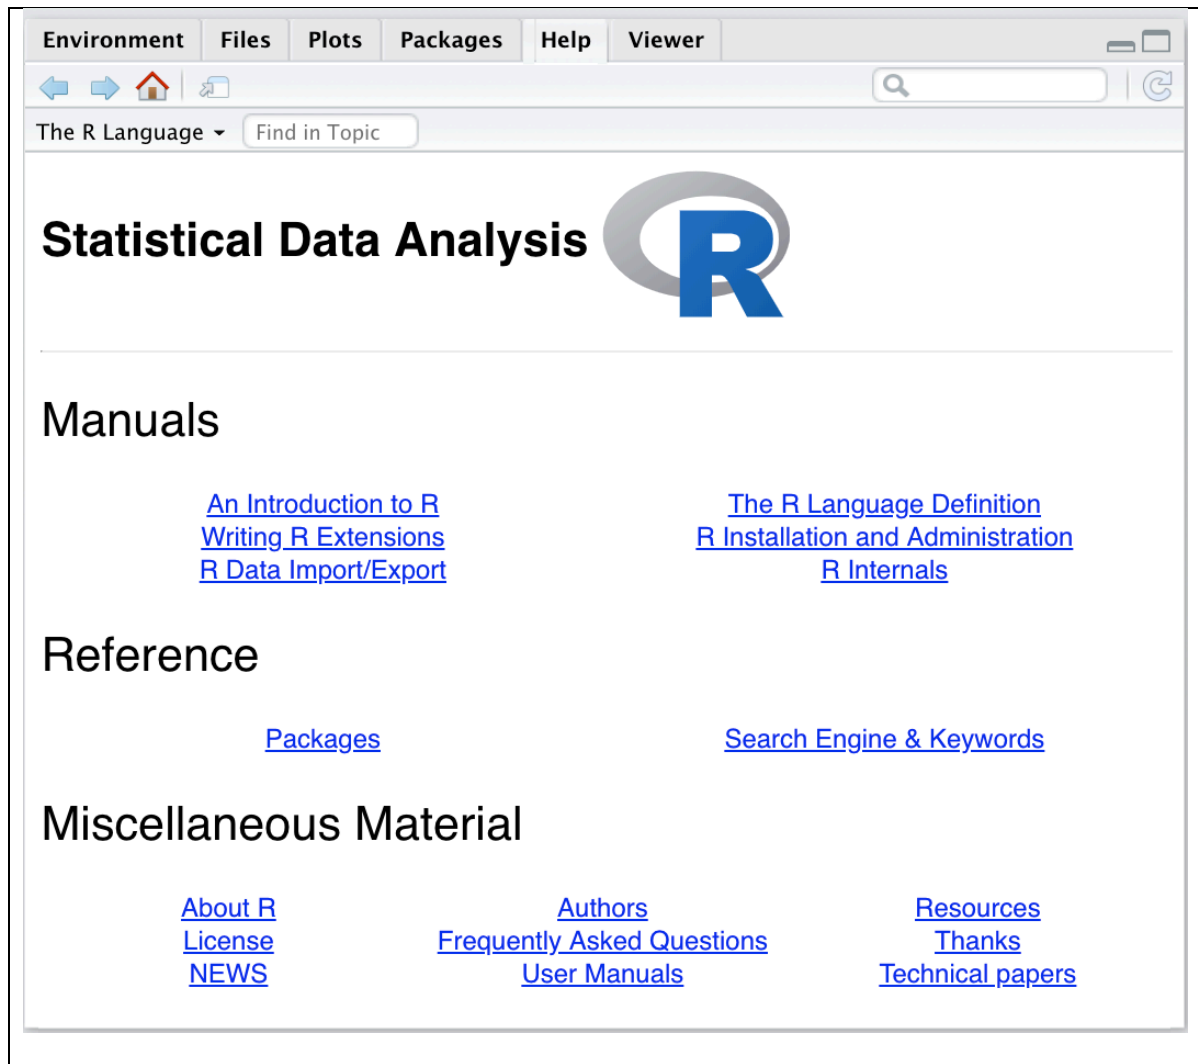 Environment Files Plots Packages Help Viewer
The R Language Find in Topic
Statistical Data Analysis R
Manuals
An Introduction to R The R Language Definition
Writing R Extensions R Installation and Administration
R Data Import/Export R Internals
Reference
Packages Search Engine & Keywords
Miscellaneous Material
About R Authors Resources
License Frequently Asked Questions Thanks
NEWS User Manuals Technical papers